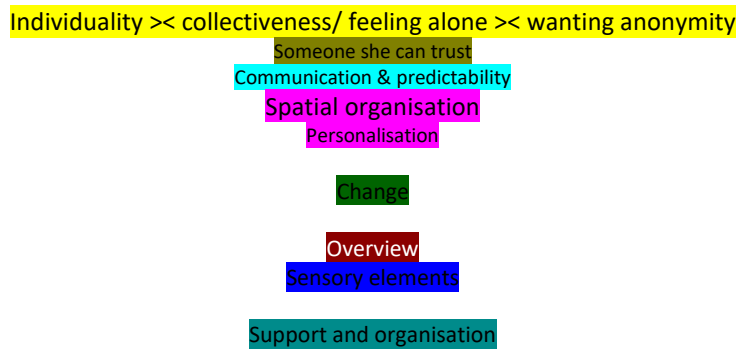 Individuality >< collectiveness/ feeling alone >< wanting anonymity
Someone she can trust
Communication & predictability
Spatial organisation
Personalisation
Change
Overview
Sensory elements
Support and organisation